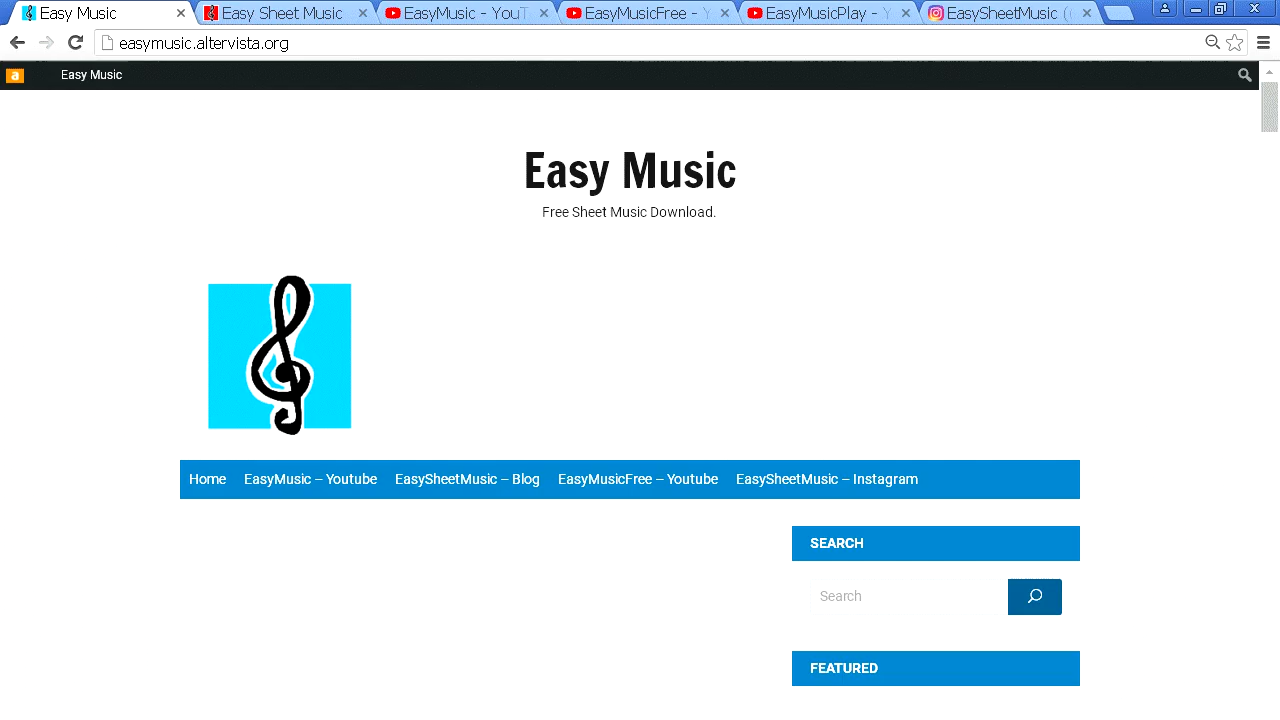 Easy Music
Easy Sheet Music
EasyMusic - YouT
EasyMusicFree - Y
EasyMusicPlay - Y
EasySheetMusic (
easymusic.altervista.org
a
Easy Music
Easy Music
Free Sheet Music Download.
Home EasyMusic – Youtube EasySheetMusic – Blog EasyMusicFree – Youtube EasySheetMusic – Instagram
SEARCH
Search
FEATURED